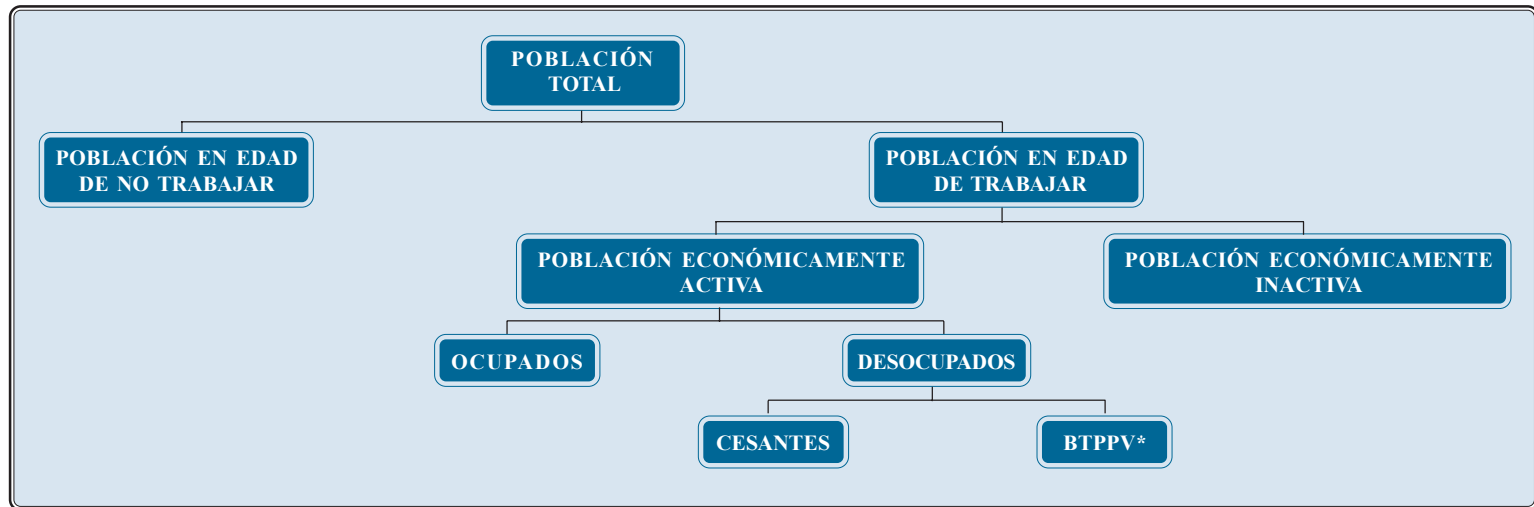 POBLACIÓN
TOTAL
POBLACIÓN EN EDAD
DE NO TRABAJAR
POBLACIÓN EN EDAD
DE TRABAJAR
POBLACIÓN ECONÓMICAMENTE
ACTIVA
POBLACIÓN ECONÓMICAMENTE
INACTIVA
OCUPADOS
DESOCUPADOS
CESANTES
BTPPV*